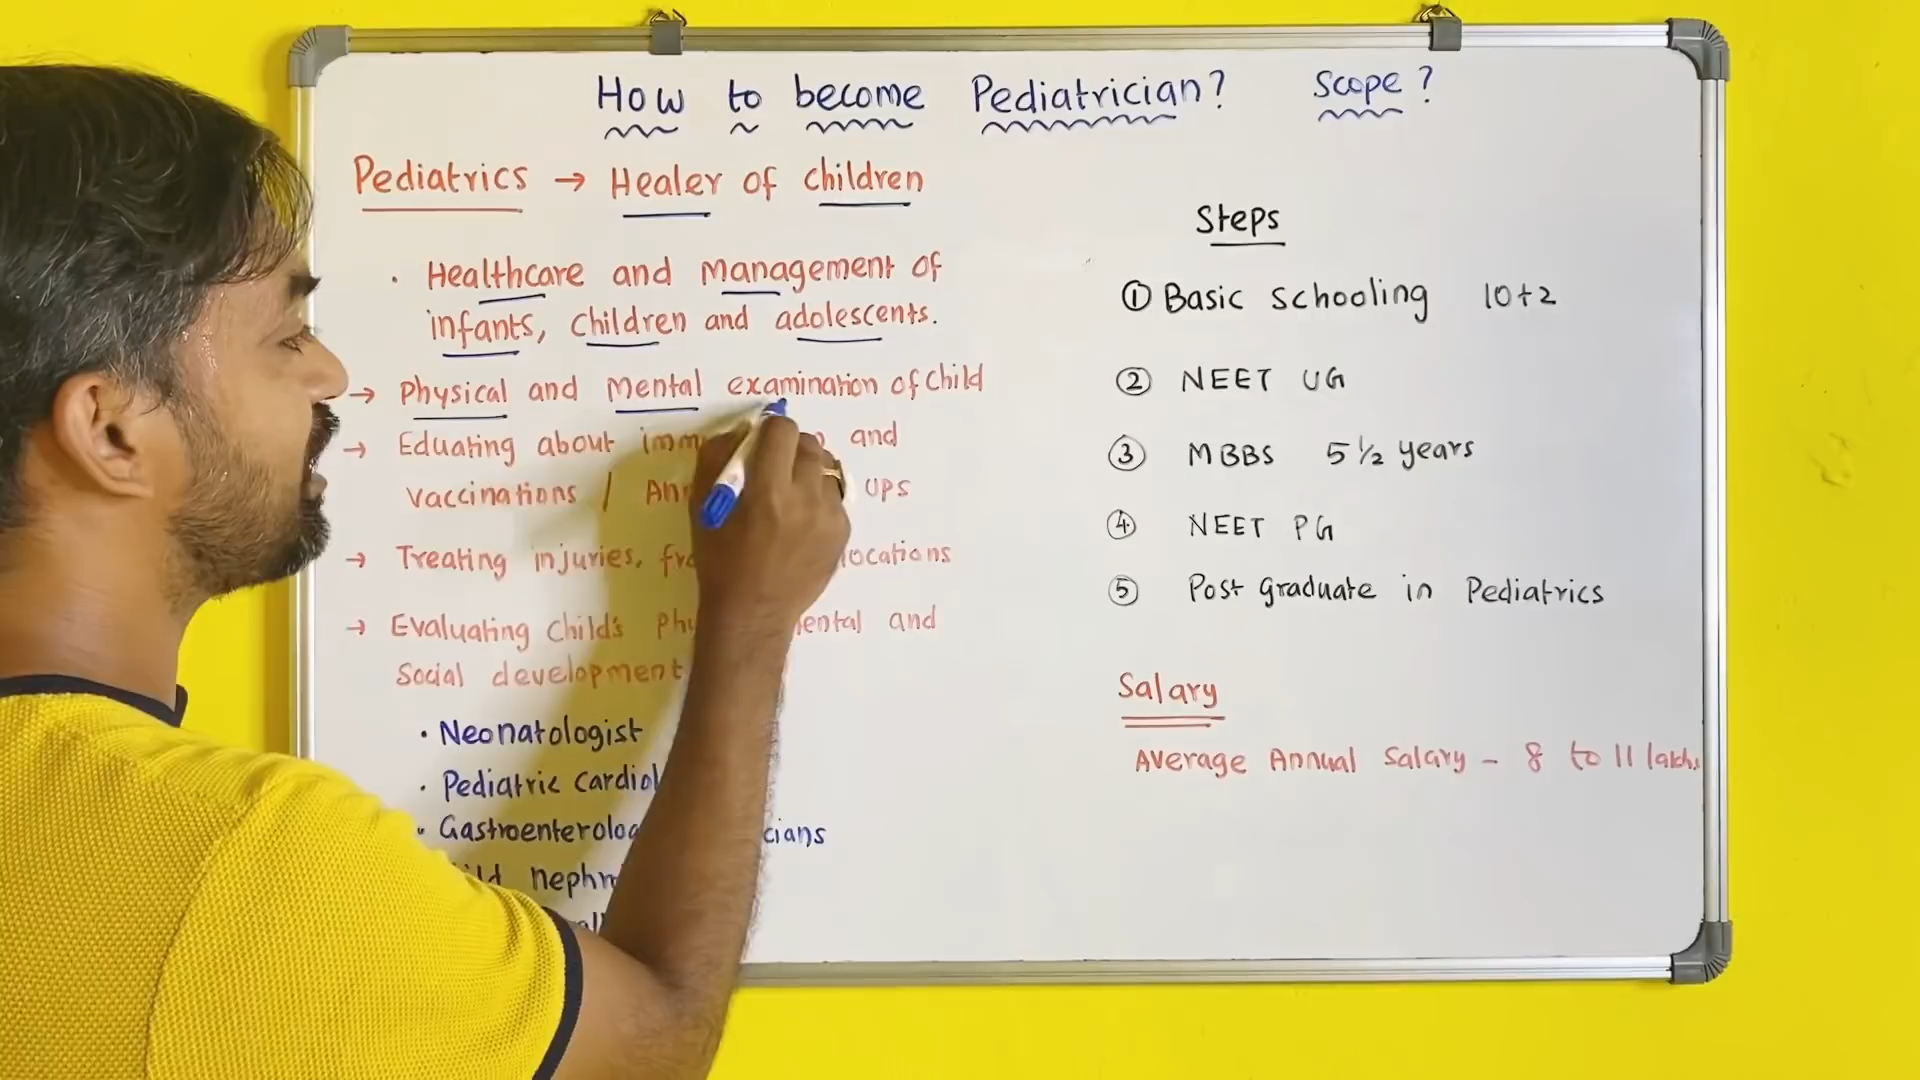 How to become Pediatrician? Scope?
Pediatrics → Healer of children
· Healthcare and management of
infants, children and adolescents.
→ Physical and Mental examination of child
→ Eduating about and
vaccinations / UPS
→ Treating injuries,
→ Evaluating child's and
Social development
· Neonatologist
· Pediatric
·
nephr
Steps
① Basic schooling 10+2
② NEET UG
③ MBBS 5 1/2 years
④ NEET PG
⑤ Post graduate in Pediatrics
Salary
Average Annual Salary - 8 to 11 lakhs